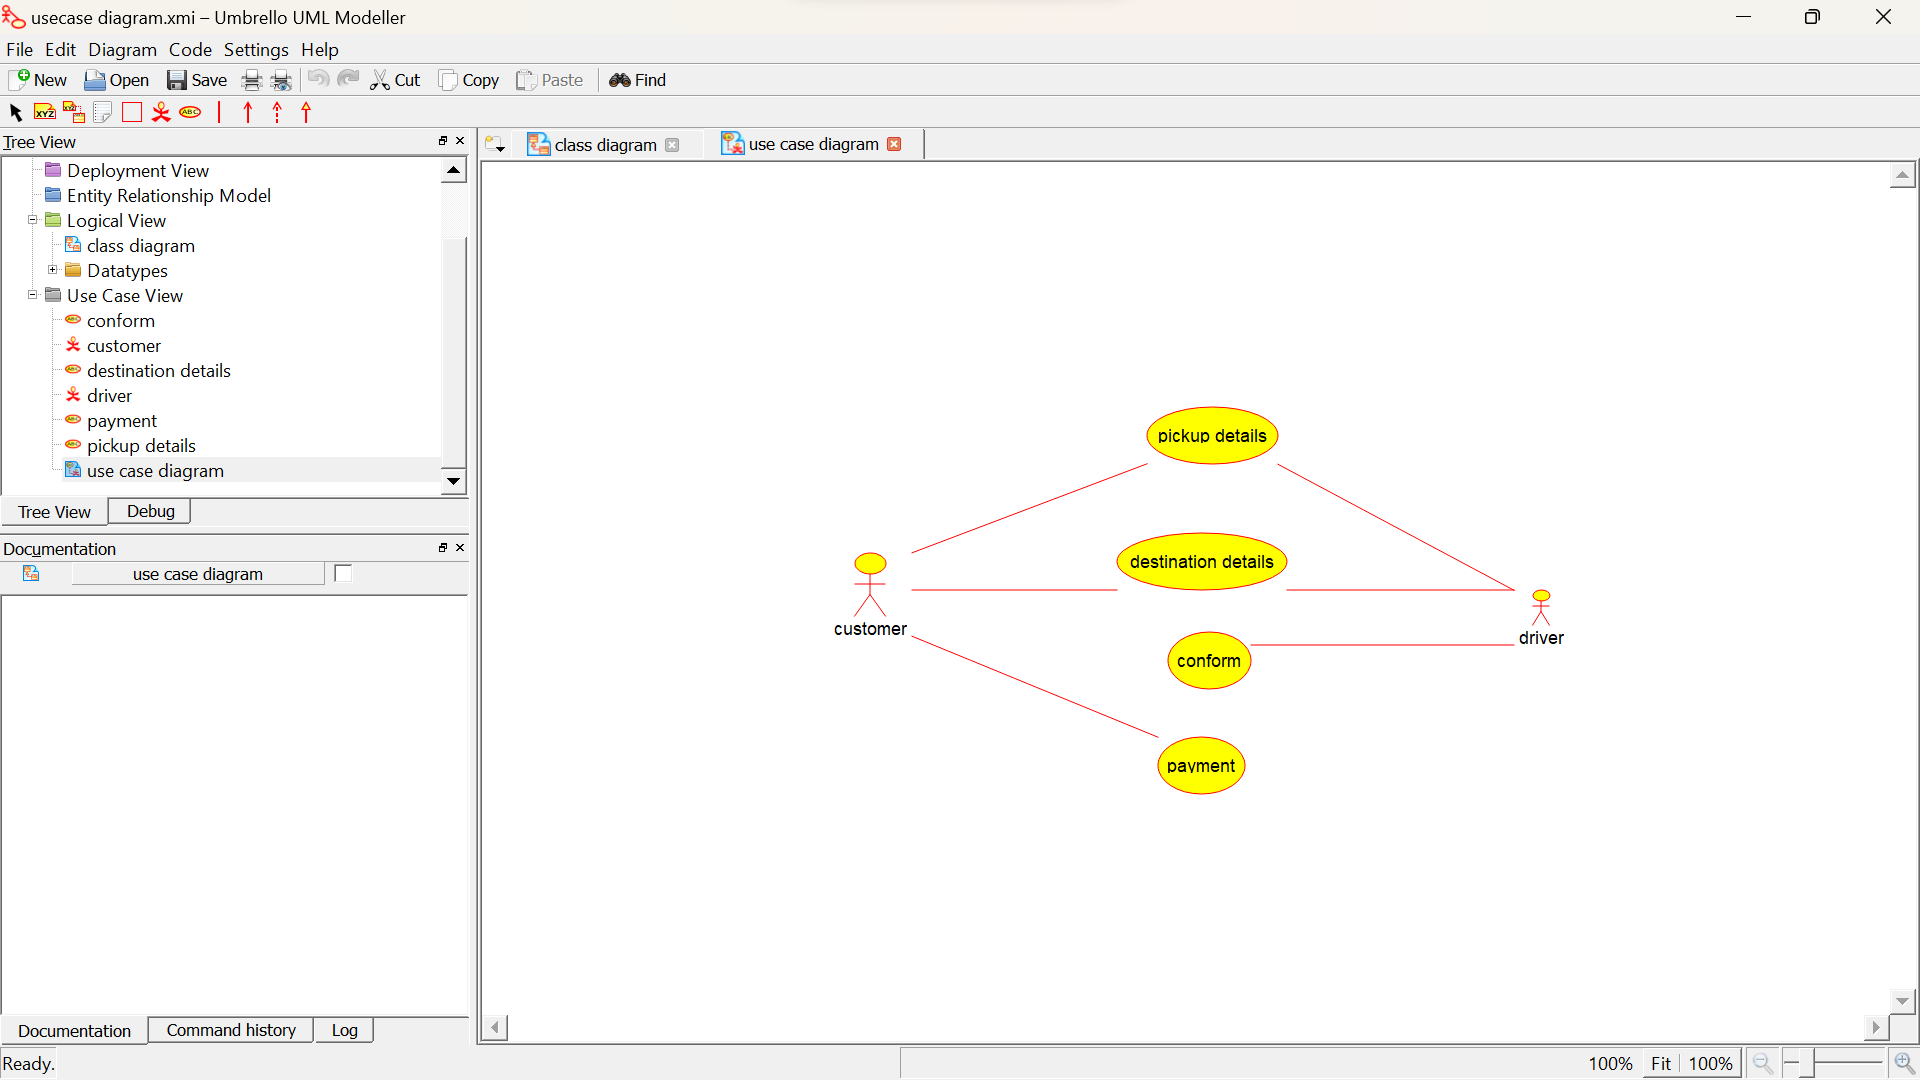 usecase diagram.xmi – Umbrello UML Modeller
File Edit Diagram Code Settings Help
New Open Save Cut Copy Paste Find
XYZ XYZ ABC
Tree View
class diagram use case diagram
Deployment View
Entity Relationship Model
Logical View
class diagram
Datatypes
Use Case View
conform
customer
destination details
driver
payment
pickup details
use case diagram
Tree View Debug
Documentation
use case diagram
pickup details
destination details
customer
driver
conform
payment
Documentation Command history Log
Ready.
100% Fit 100%